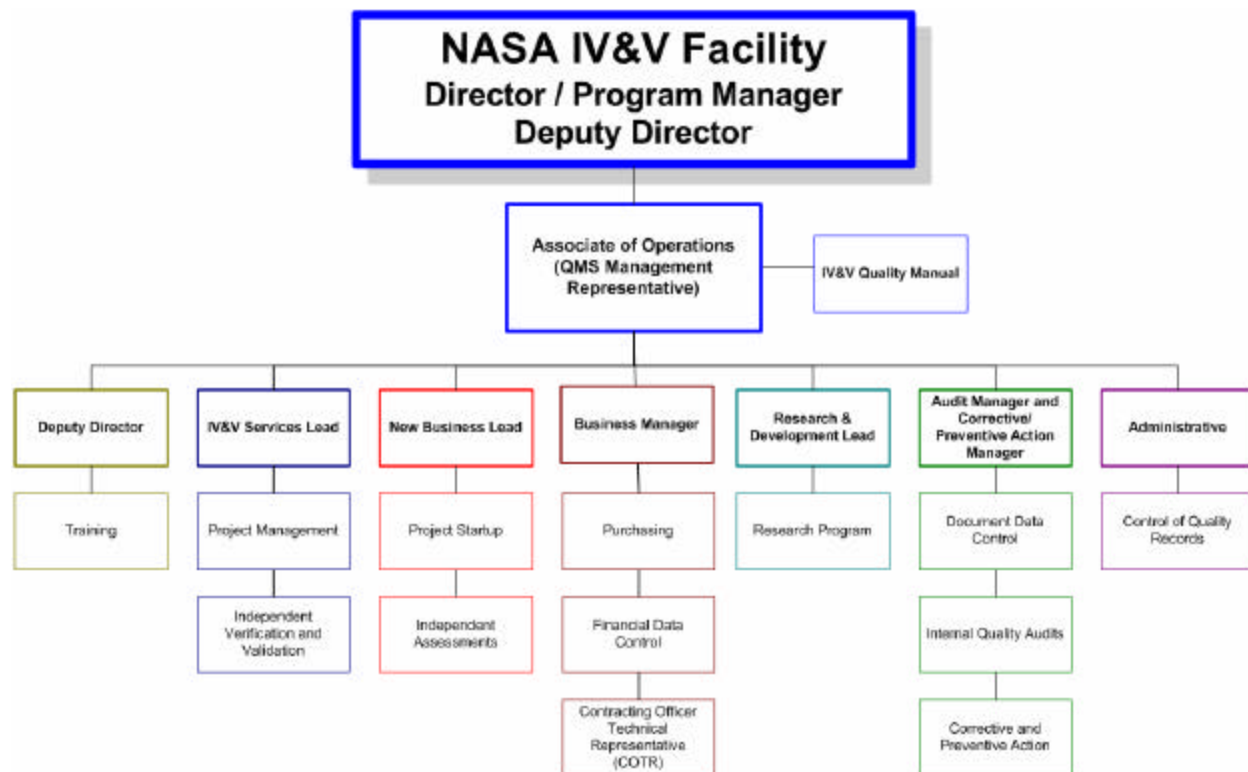 NASA IV&V Facility
Director / Program Manager
Deputy Director
Associate of Operations
(QMS Management
Representative)
IV&V Quality Manual
Deputy Director
IV&V Services Lead
New Business Lead
Business Manager
Research &
Development Lead
Audit Manager and
Corrective/
Preventive Action
Manager
Administrative
Training
Project Management
Project Startup
Purchasing
Research Program
Document Data
Control
Control of Quality
Records
Independent
Verification and
Validation
Independent
Assessments
Financial Data
Control
Internal Quality Audits
Contracting Officer
Technical
Representative
(COTR)
Corrective and
Preventive Action